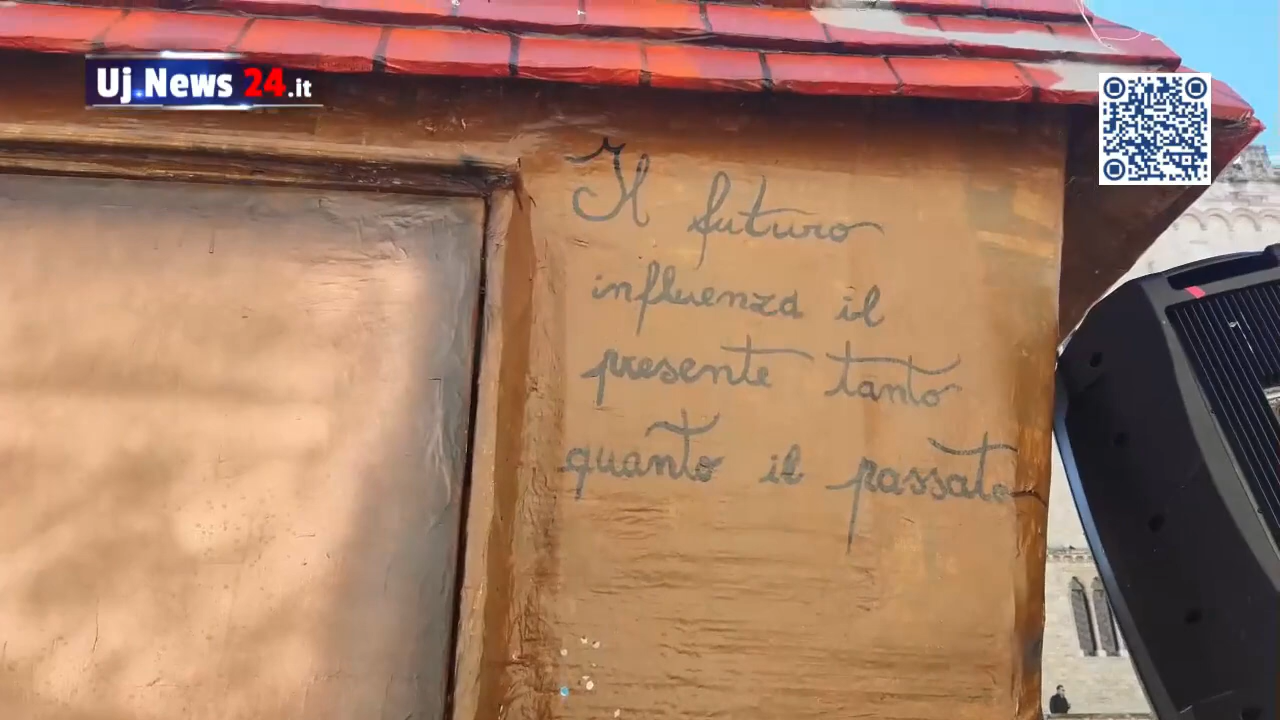 Uj.News 24.it
Il futuro
influenza il
presente tanto
quanto il passato